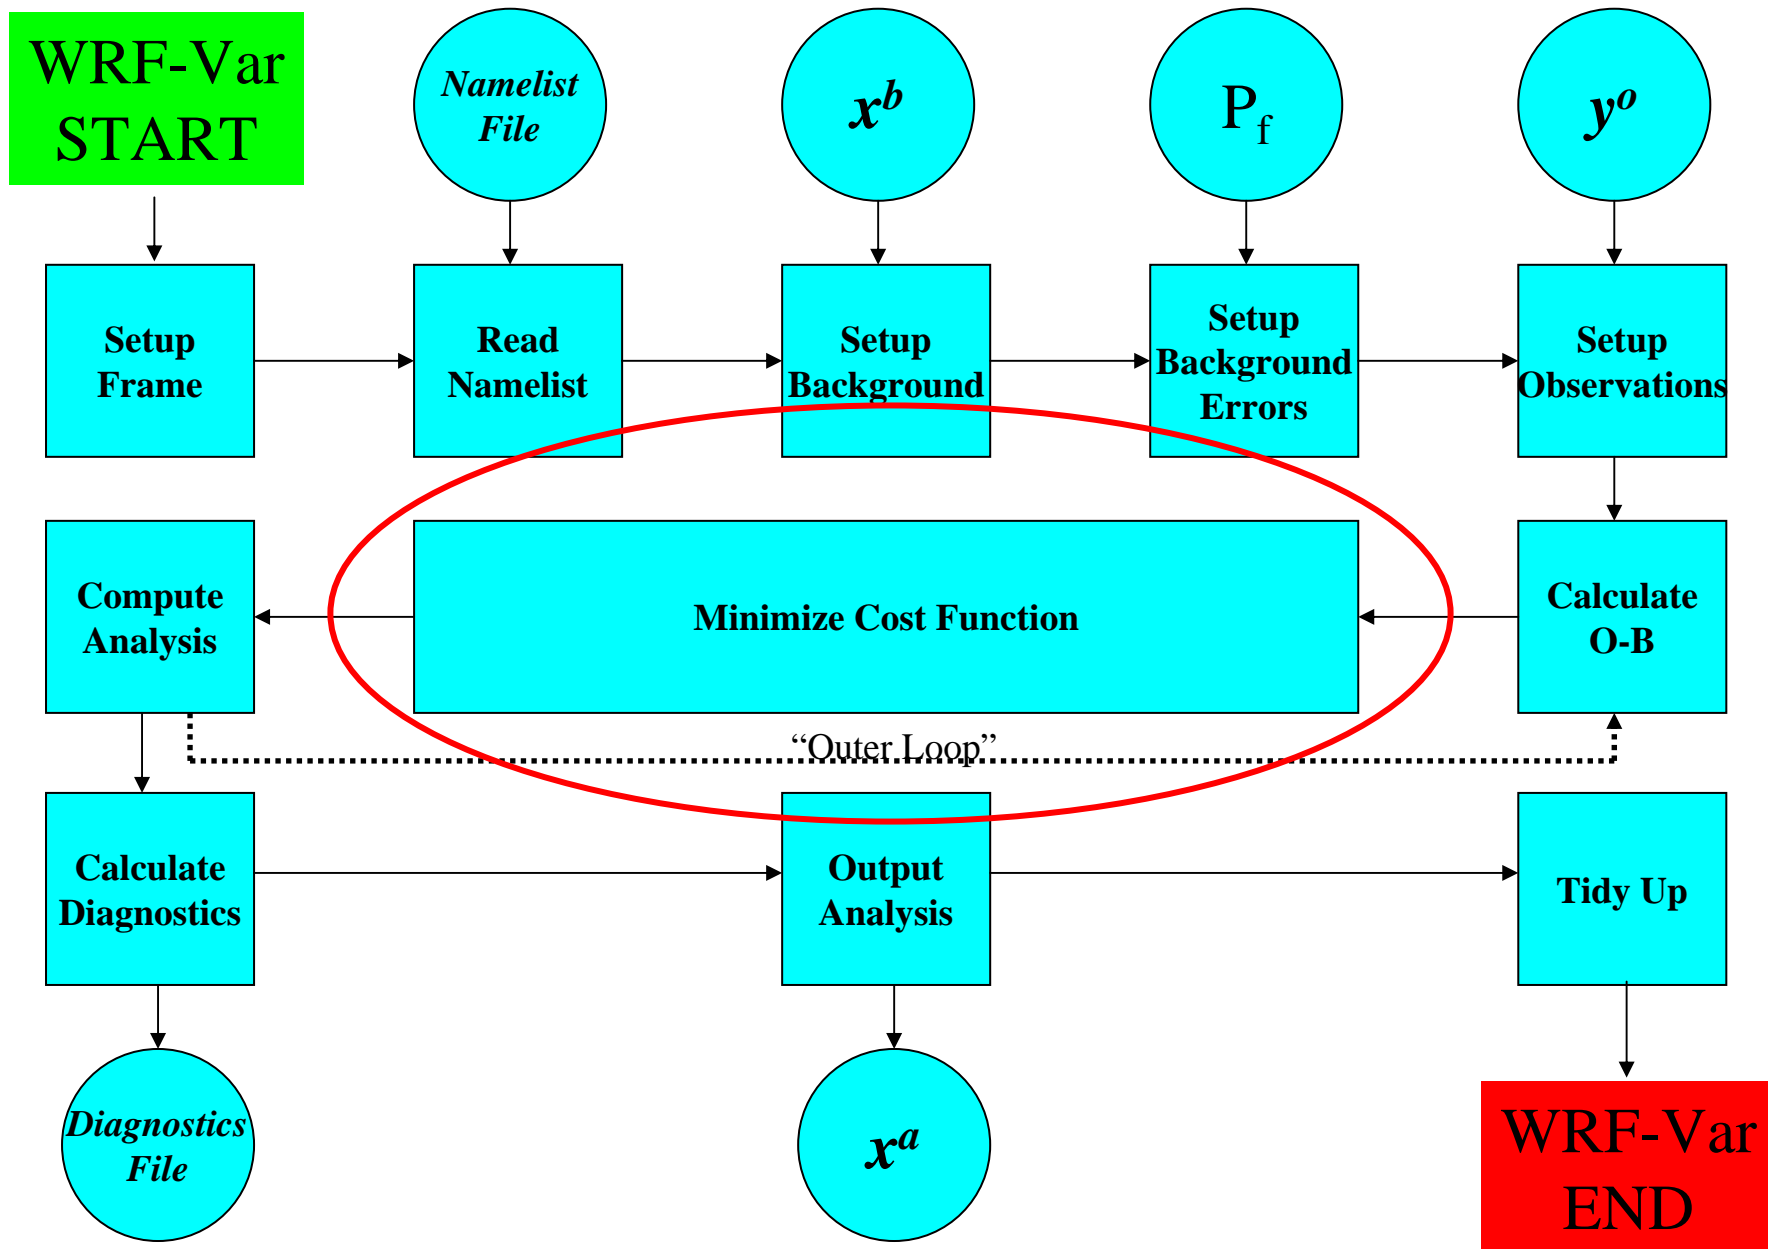 WRF-Var
START
Namelist
File
x^b
P_f
y^o
Setup
Frame
Read
Namelist
Setup
Background
Setup
Background
Errors
Setup
Observations
Compute
Analysis
Minimize Cost Function
Calculate
O-B
“Outer Loop”
Calculate
Diagnostics
Output
Analysis
Tidy Up
Diagnostics
File
x^a
WRF-Var
END